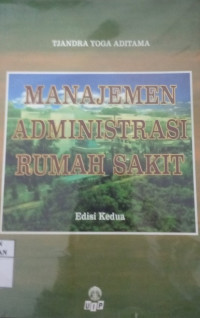 TJANDRA YOGA ADITAMA
MANAJEMEN
ADMINISTRASI
RUMAH SAKIT
Edisi Kedua